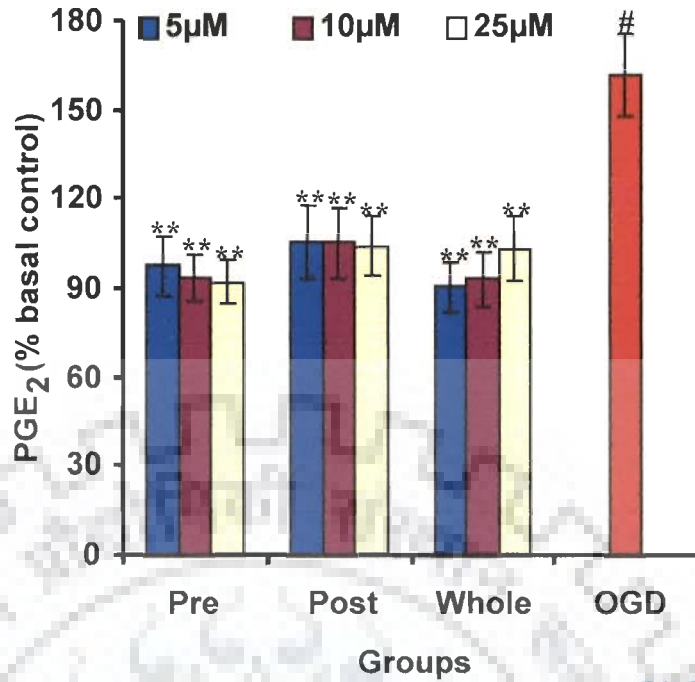 180
5µM 10µM 25µM
#
150
120
90
60
30
0
** ** **
** ** **
** ** **
PGE2 (% basal control)
Pre Post Whole OGD
Groups